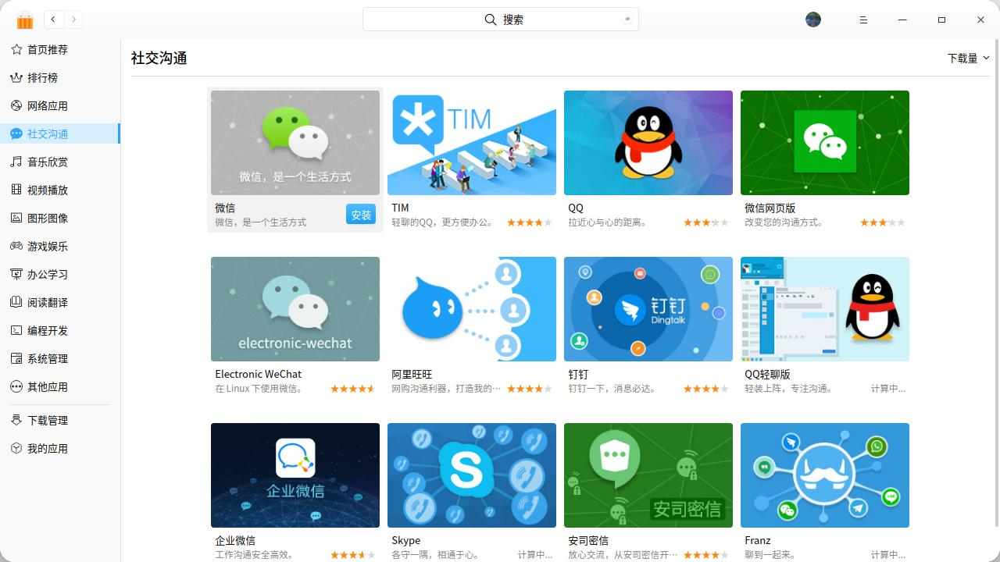 搜索
首页推荐
排行榜
网络应用
社交沟通
音乐欣赏
视频播放
图形图像
游戏娱乐
办公学习
阅读翻译
编程开发
系统管理
其他应用
下载管理
我的应用
社交沟通
下载量
微信，是一个生活方式
微信
微信，是一个生活方式
安装
TIM
TIM
轻聊的QQ，更方便办公。
QQ
拉近心与心的距离。
微信网页版
改变您的沟通方式。
electronic-wechat
Electronic WeChat
在 Linux 下使用微信。
阿里旺旺
网购沟通利器，打造我的…
钉钉
Dingtalk
钉钉
钉钉一下，消息必达。
QQ轻聊版
轻装上阵，专注沟通。
计算中...
企业微信
企业微信
工作沟通安全高效。
S
Skype
各守一隅，相通于心。
计算中...
安司密信
安司密信
放心交流，从安司密信开…
LINE
Franz
聊到一起来。
计算中...